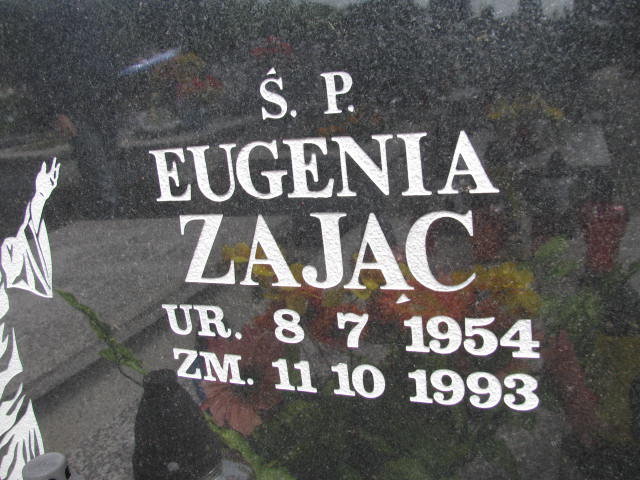 Ś. P.
EUGENIA
ZAJĄC
UR. 8 7 1954
ZM. 11 10 1993